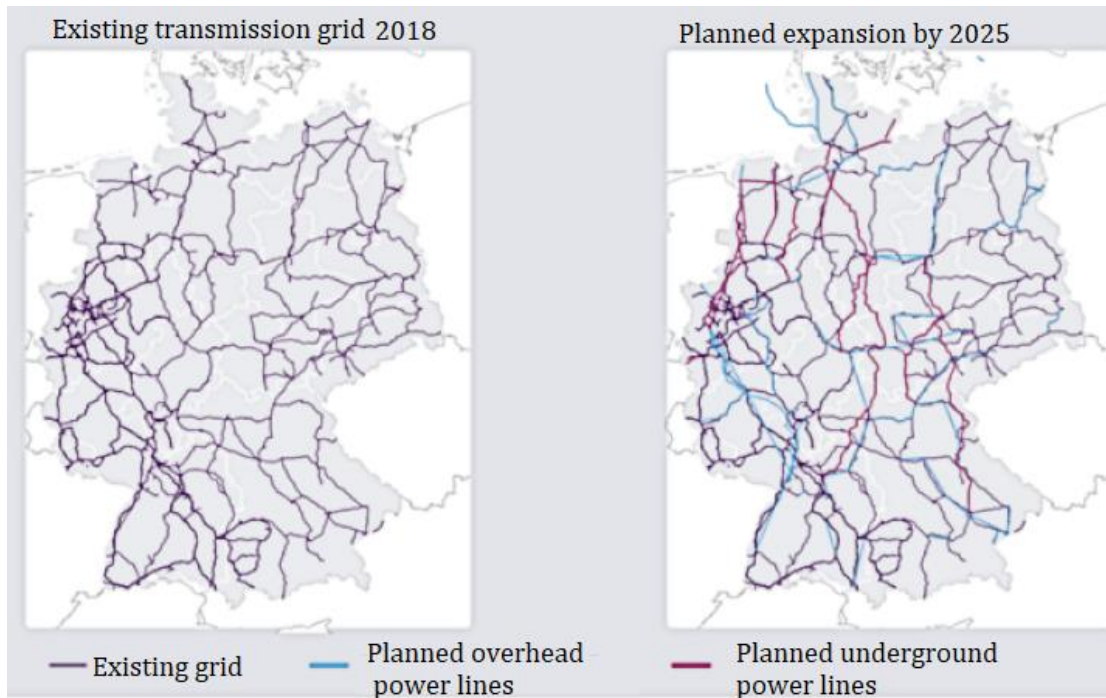 Existing transmission grid 2018
Planned expansion by 2025
Existing grid
Planned overhead
power lines
Planned underground
power lines